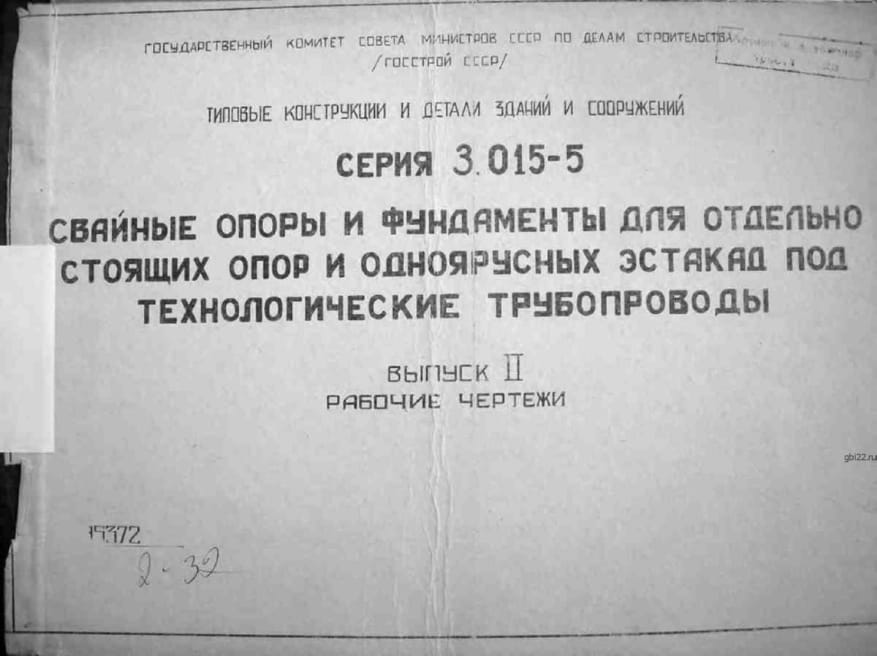 ГОСУДАРСТВЕННЫЙ КОМИТЕТ СОВЕТА МИНИСТРОВ СССР ПО ДЕЛАМ СТРОИТЕЛЬСТВА
/ГОССТРОЙ СССР/
ТИПОВЫЕ КОНСТРУКЦИИ И ДЕТАЛИ ЗДАНИЙ И СООРУЖЕНИЙ
СЕРИЯ 3.015-5
СВАЙНЫЕ ОПОРЫ И ФУНДАМЕНТЫ ДЛЯ ОТДЕЛЬНО
СТОЯЩИХ ОПОР И ОДНОЯРУСНЫХ ЭСТАКАД ПОД
ТЕХНОЛОГИЧЕСКИЕ ТРУБОПРОВОДЫ
ВЫПУСК II
РАБОЧИЕ ЧЕРТЕЖИ
gbi22.ru
15372
2-32